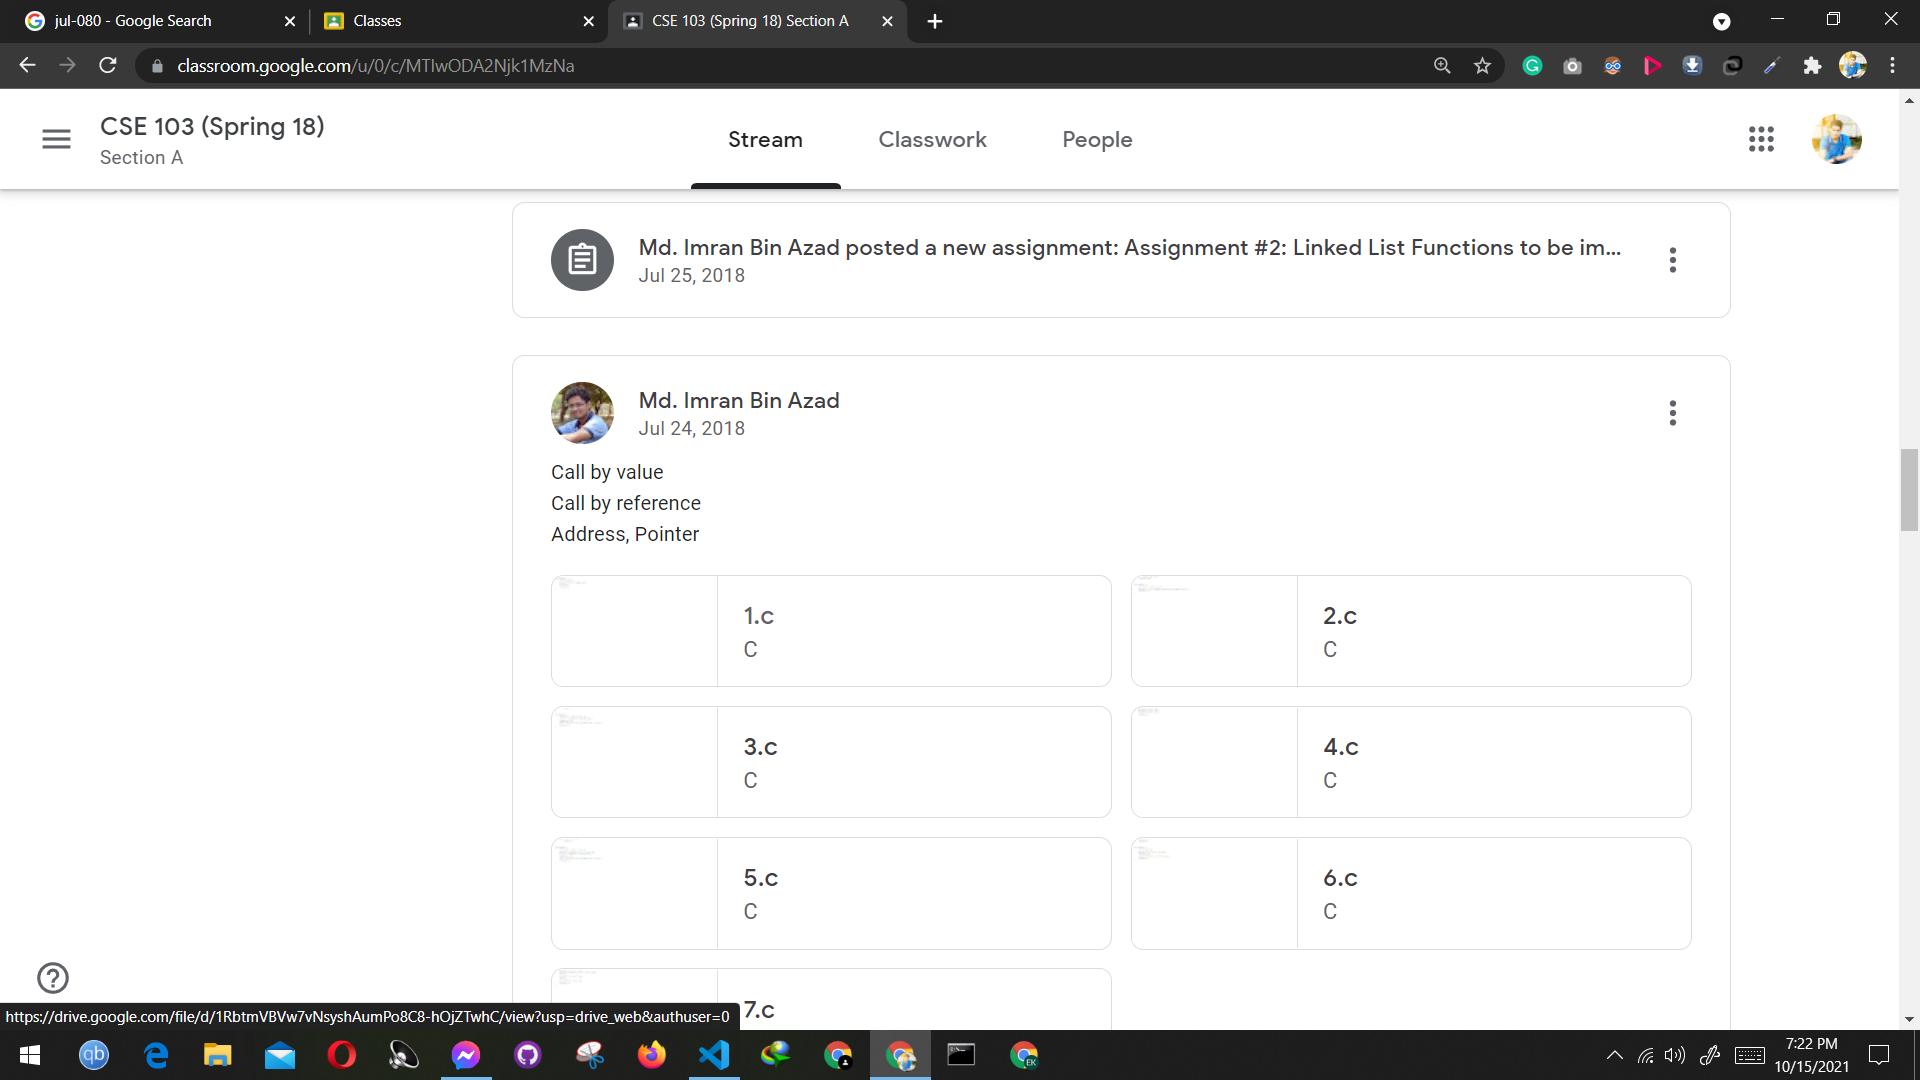 jul-080 - Google Search
Classes
CSE 103 (Spring 18) Section A
classroom.google.com/u/0/c/MTIwODA2Njk1MzNa
CSE 103 (Spring 18)
Section A
Stream
Classwork
People
Md. Imran Bin Azad posted a new assignment: Assignment #2: Linked List Functions to be im...
Jul 25, 2018
Md. Imran Bin Azad
Jul 24, 2018
Call by value
Call by reference
Address, Pointer
1.c
C
2.c
C
3.c
C
4.c
C
5.c
C
6.c
C
7.c
https://drive.google.com/file/d/1RbtmVBVw7vNsyshAumPo8C8-hOjZTwhC/view?usp=drive_web&authuser=0
qb
EK
7:22 PM
10/15/2021